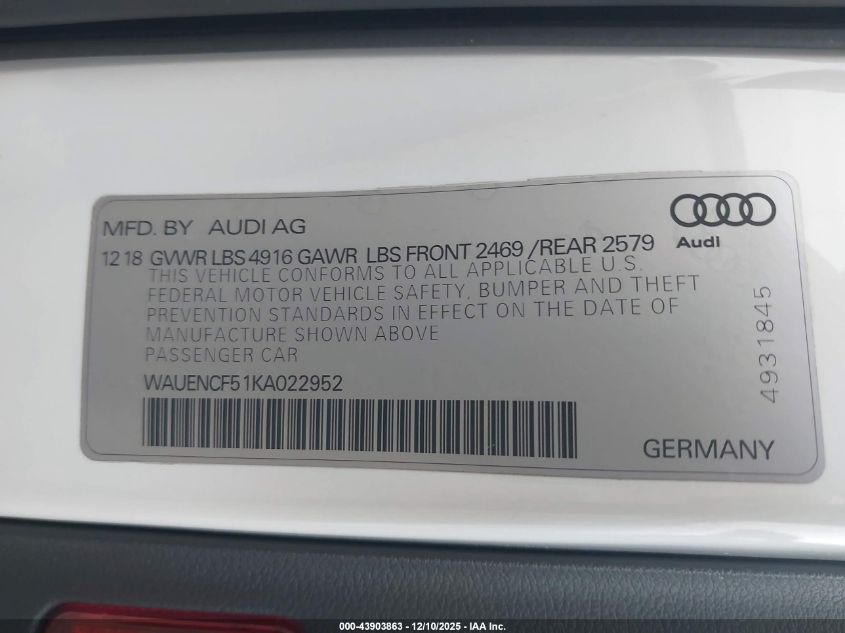 MFD. BY AUDI AG
Audi
12 18 GVWR LBS 4916 GAWR LBS FRONT 2469 / REAR 2579
THIS VEHICLE CONFORMS TO ALL APPLICABLE U.S.
FEDERAL MOTOR VEHICLE SAFETY, BUMPER AND THEFT
PREVENTION STANDARDS IN EFFECT ON THE DATE OF
MANUFACTURE SHOWN ABOVE
PASSENGER CAR
WAUENCF51KA022952
4931845
GERMANY
000-43903863 - 12/10/2025 - IAA Inc.